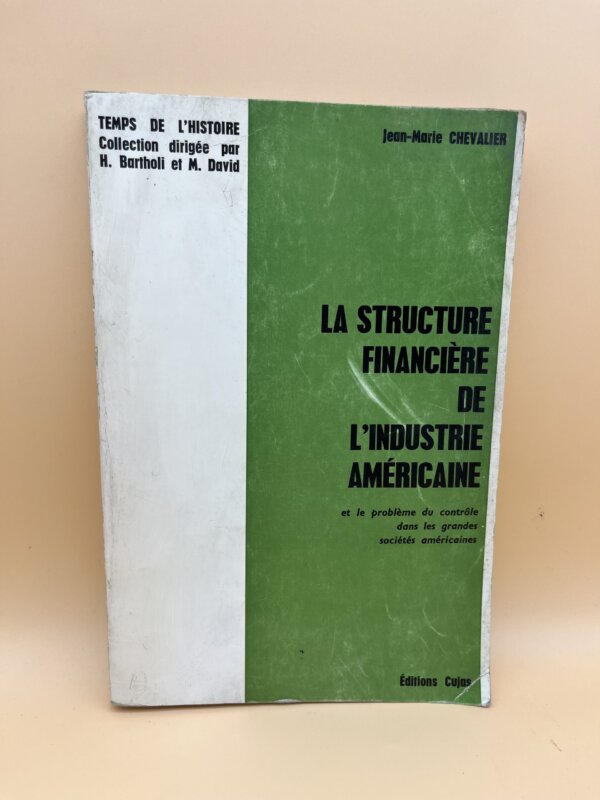 TEMPS DE L'HISTOIRE
Collection dirigée par
H. Bartholi et M. David
Jean-Marie CHEVALIER
LA STRUCTURE
FINANCIÈRE
DE
L'INDUSTRIE
AMÉRICAINE
et le problème du contrôle
dans les grandes
sociétés américaines
Éditions Cujas